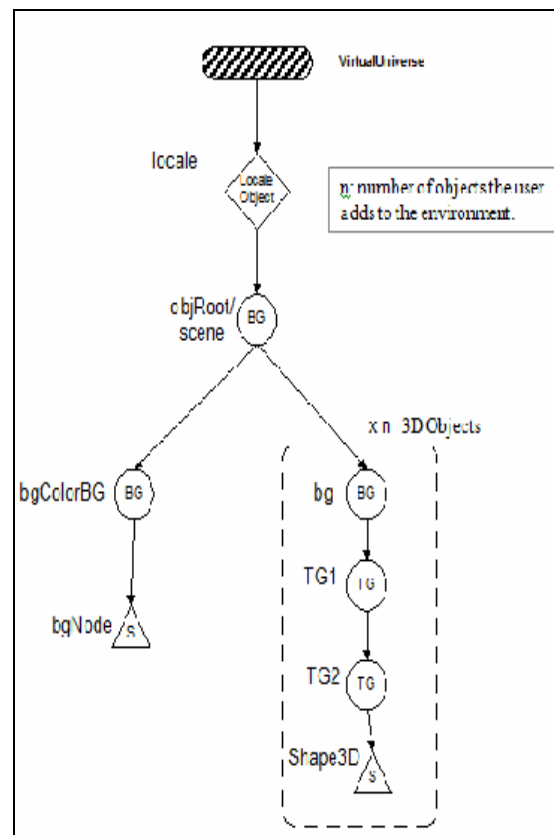 VirtualUniverse
locale
Locale
Object
n: number of objects the user
adds to the environment.
objRoot/
scene
BG
x n 3D Objects
bgColorBG
BG
bg
BG
TG1
TG
bgNode
S
TG2
TG
Shape3D
S